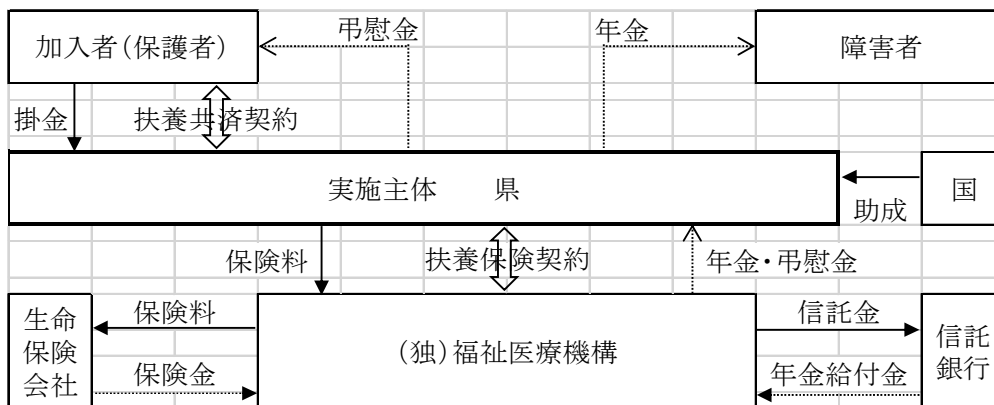 弔慰金
年金
加入者(保護者)
障害者
掛金
扶養共済契約
実施主体　県
国
助成
保険料
扶養保険契約
年金・弔慰金
生命
保険
会社
保険料
保険金
(独)福祉医療機構
信託金
年金給付金
信託
銀行